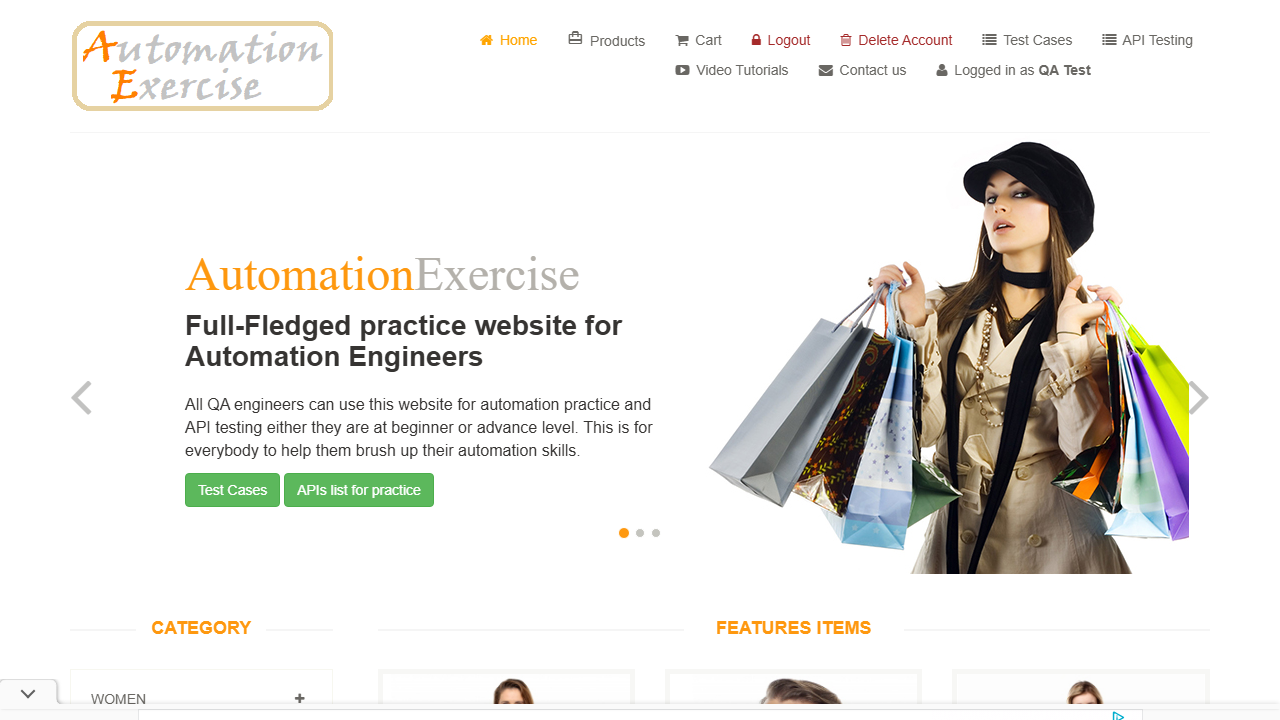 Automation
Exercise
Home Products Cart Logout Delete Account Test Cases API Testing
Video Tutorials Contact us Logged in as QA Test
AutomationExercise
Full-Fledged practice website for
Automation Engineers
All QA engineers can use this website for automation practice and
API testing either they are at beginner or advance level. This is for
everybody to help them brush up their automation skills.
Test Cases APIs list for practice
CATEGORY
FEATURES ITEMS
WOMEN